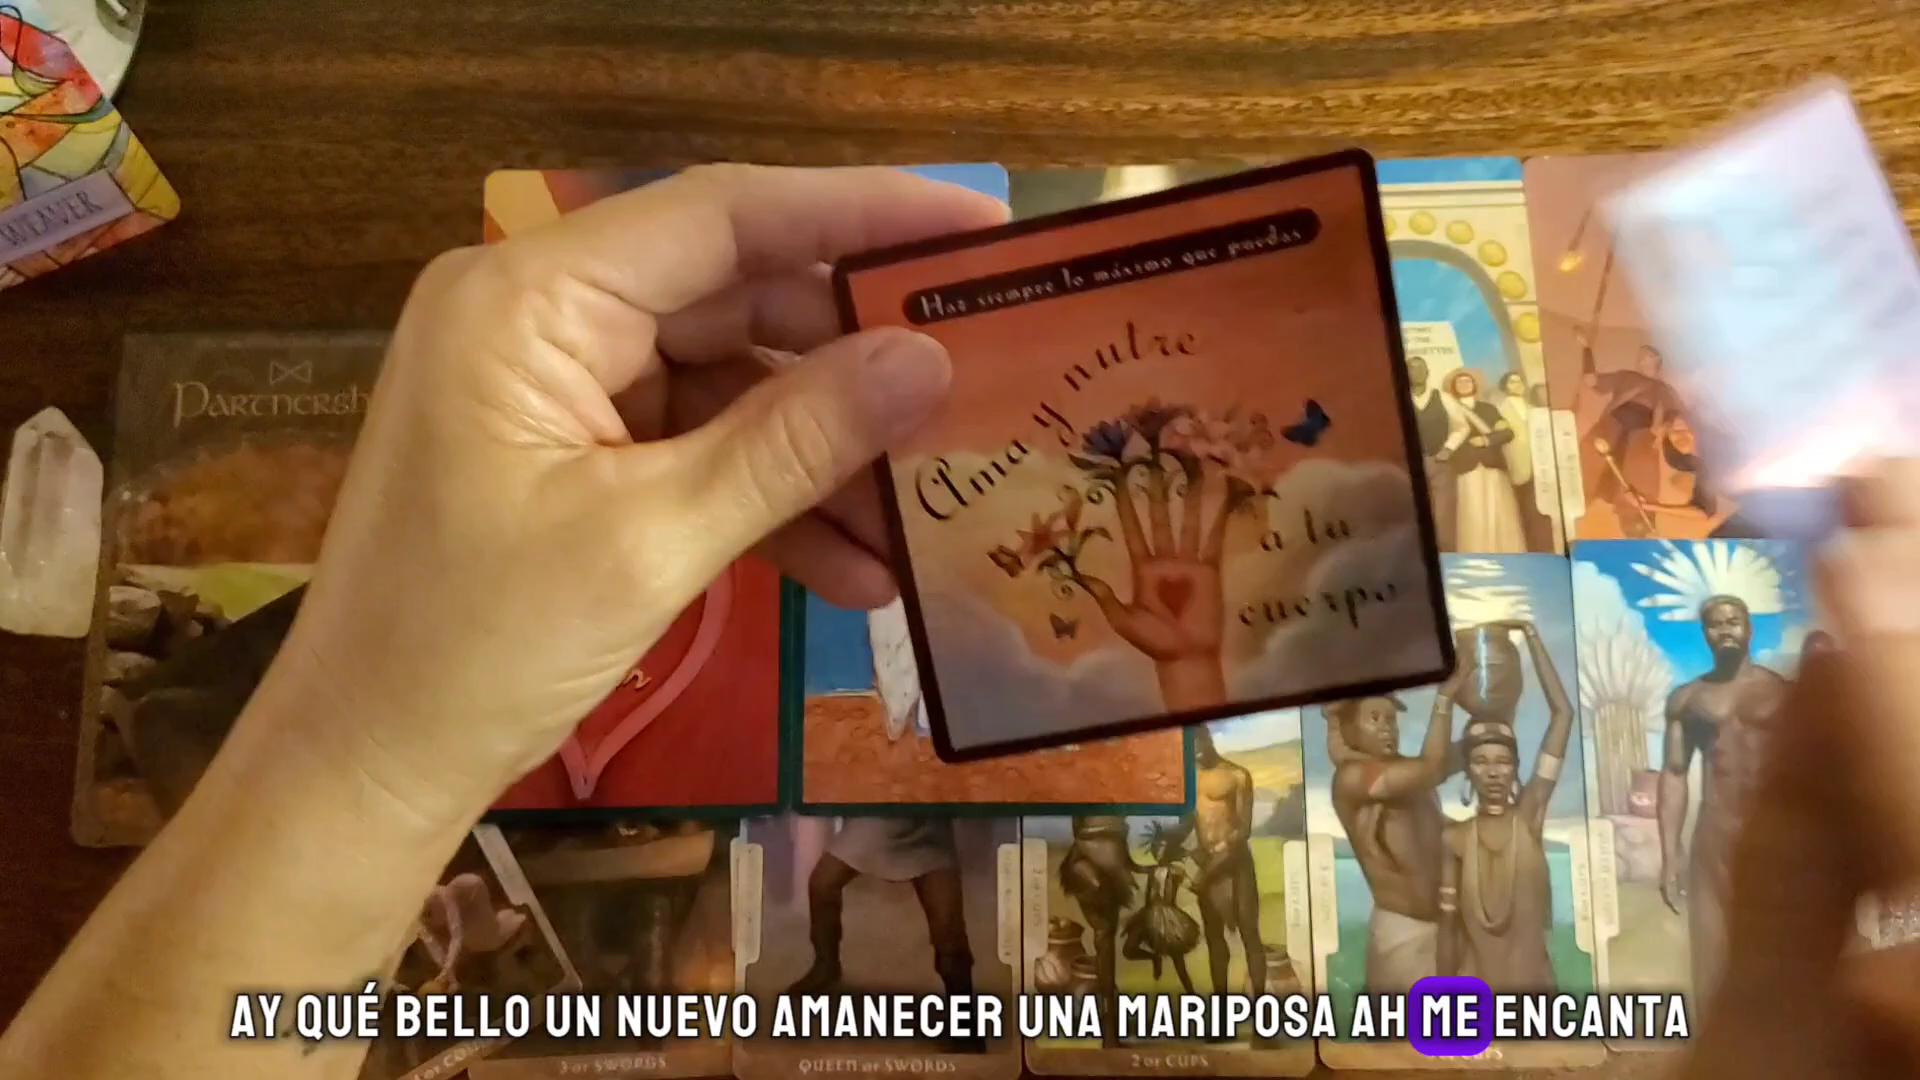 WEAVER
PARTNERSH
Haz siempre lo máximo que puedas
Ama y nutre
a tu
cuerpo
AY QUÉ BELLO UN NUEVO AMANECER UNA MARIPOSA AH ME ENCANTA
3 OF SWORDS
QUEEN OF SWORDS
2 OF CUPS